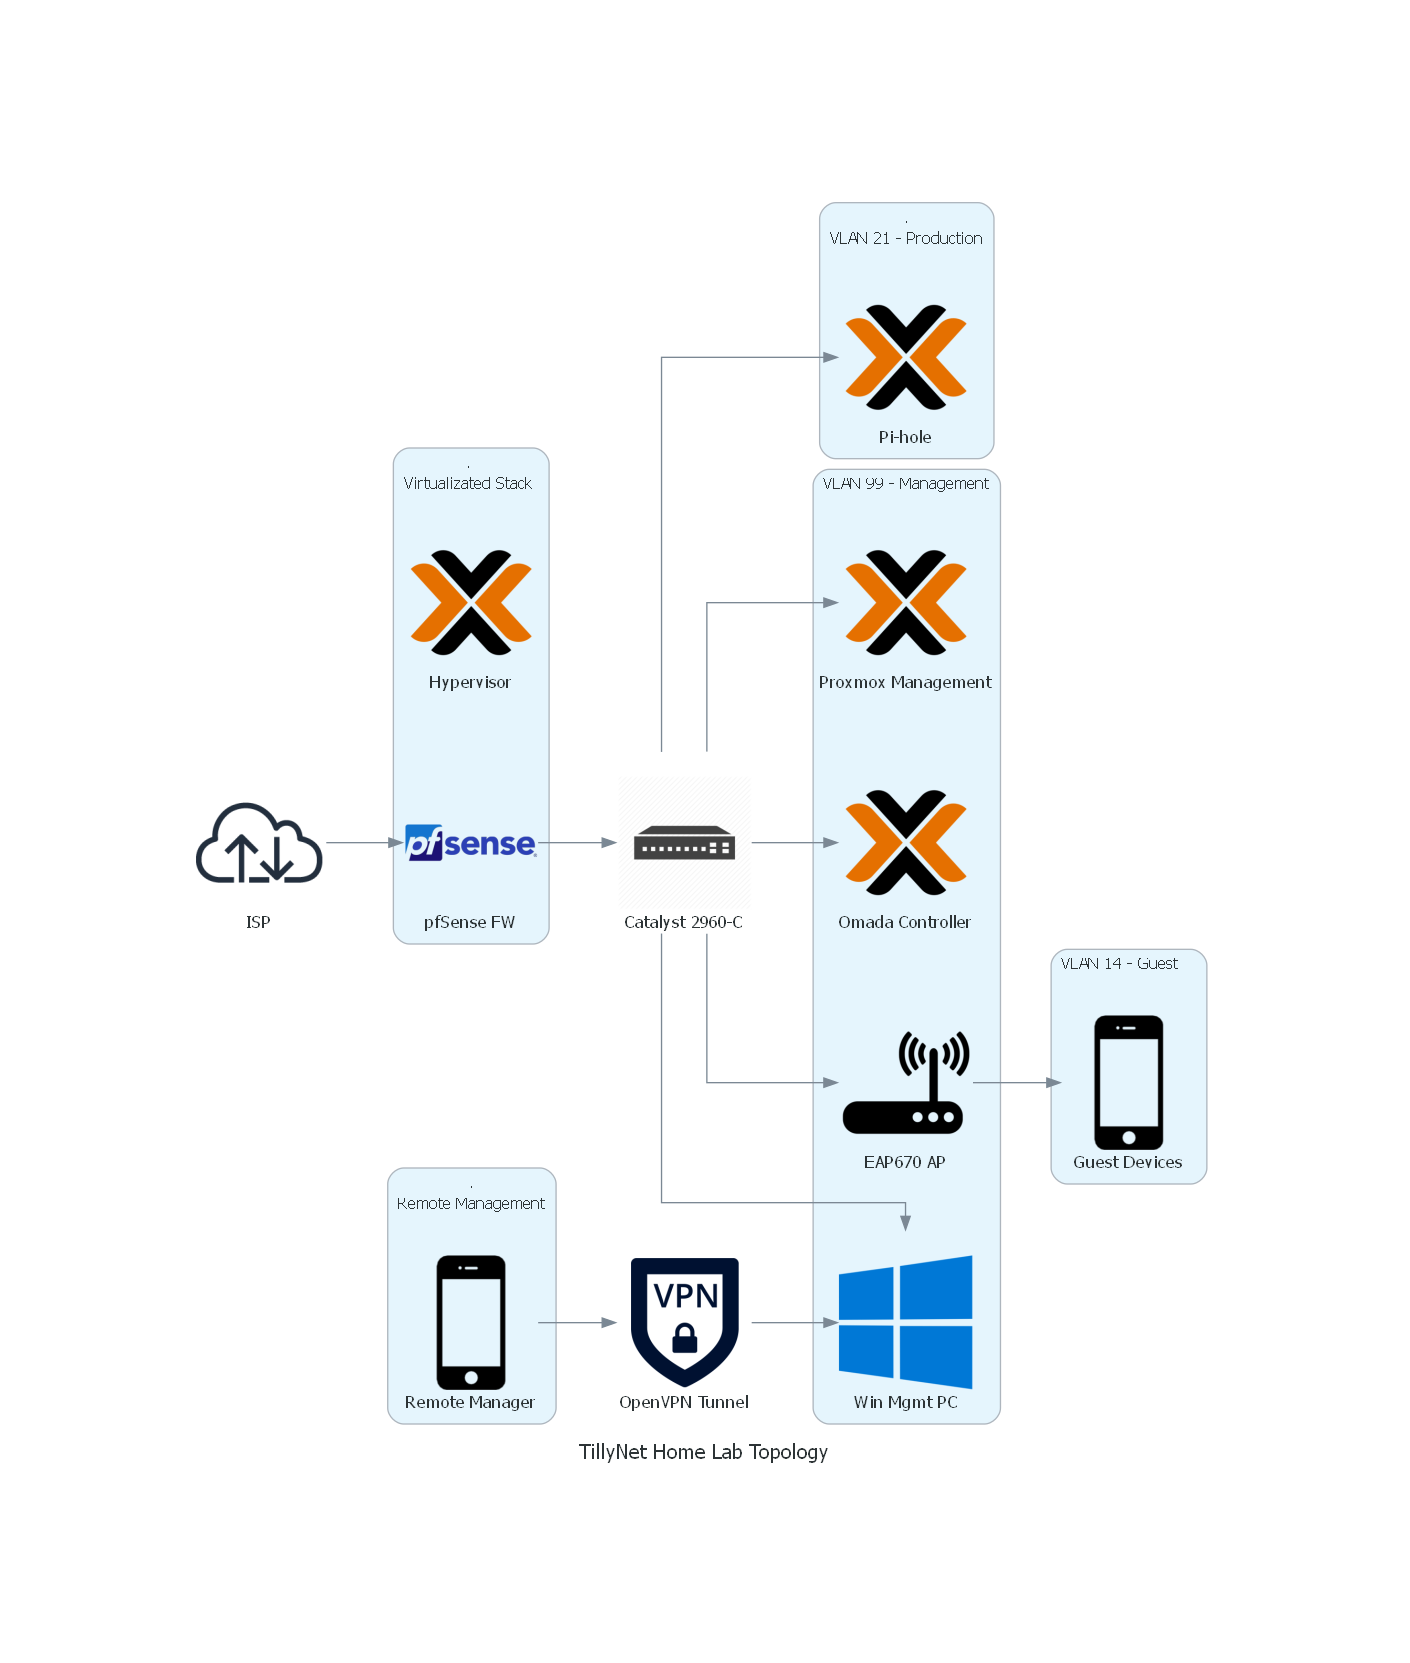 .
VLAN 21 - Production
Pi-hole
.
Virtualizated Stack
Hypervisor
VLAN 99 - Management
Proxmox Management
ISP
pfsense
pfSense FW
Catalyst 2960-C
Omada Controller
EAP670 AP
VLAN 14 - Guest
Guest Devices
.
Remote Management
Remote Manager
VPN
OpenVPN Tunnel
Win Mgmt PC
TillyNet Home Lab Topology